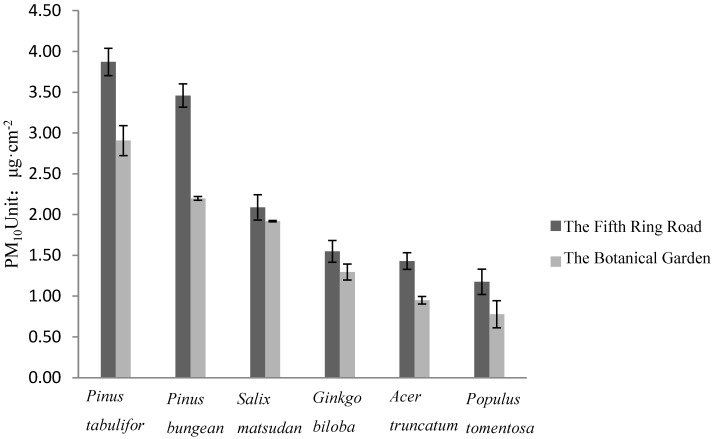 4.50
4.00
3.50
3.00
2.50
2.00
1.50
1.00
0.50
0.00
PM10Unit: μg·cm-2
The Fifth Ring Road
The Botanical Garden
Pinus
tabulifor
Pinus
bungean
Salix
matsudan
Ginkgo
biloba
Acer
truncatum
Populus
tomentosa